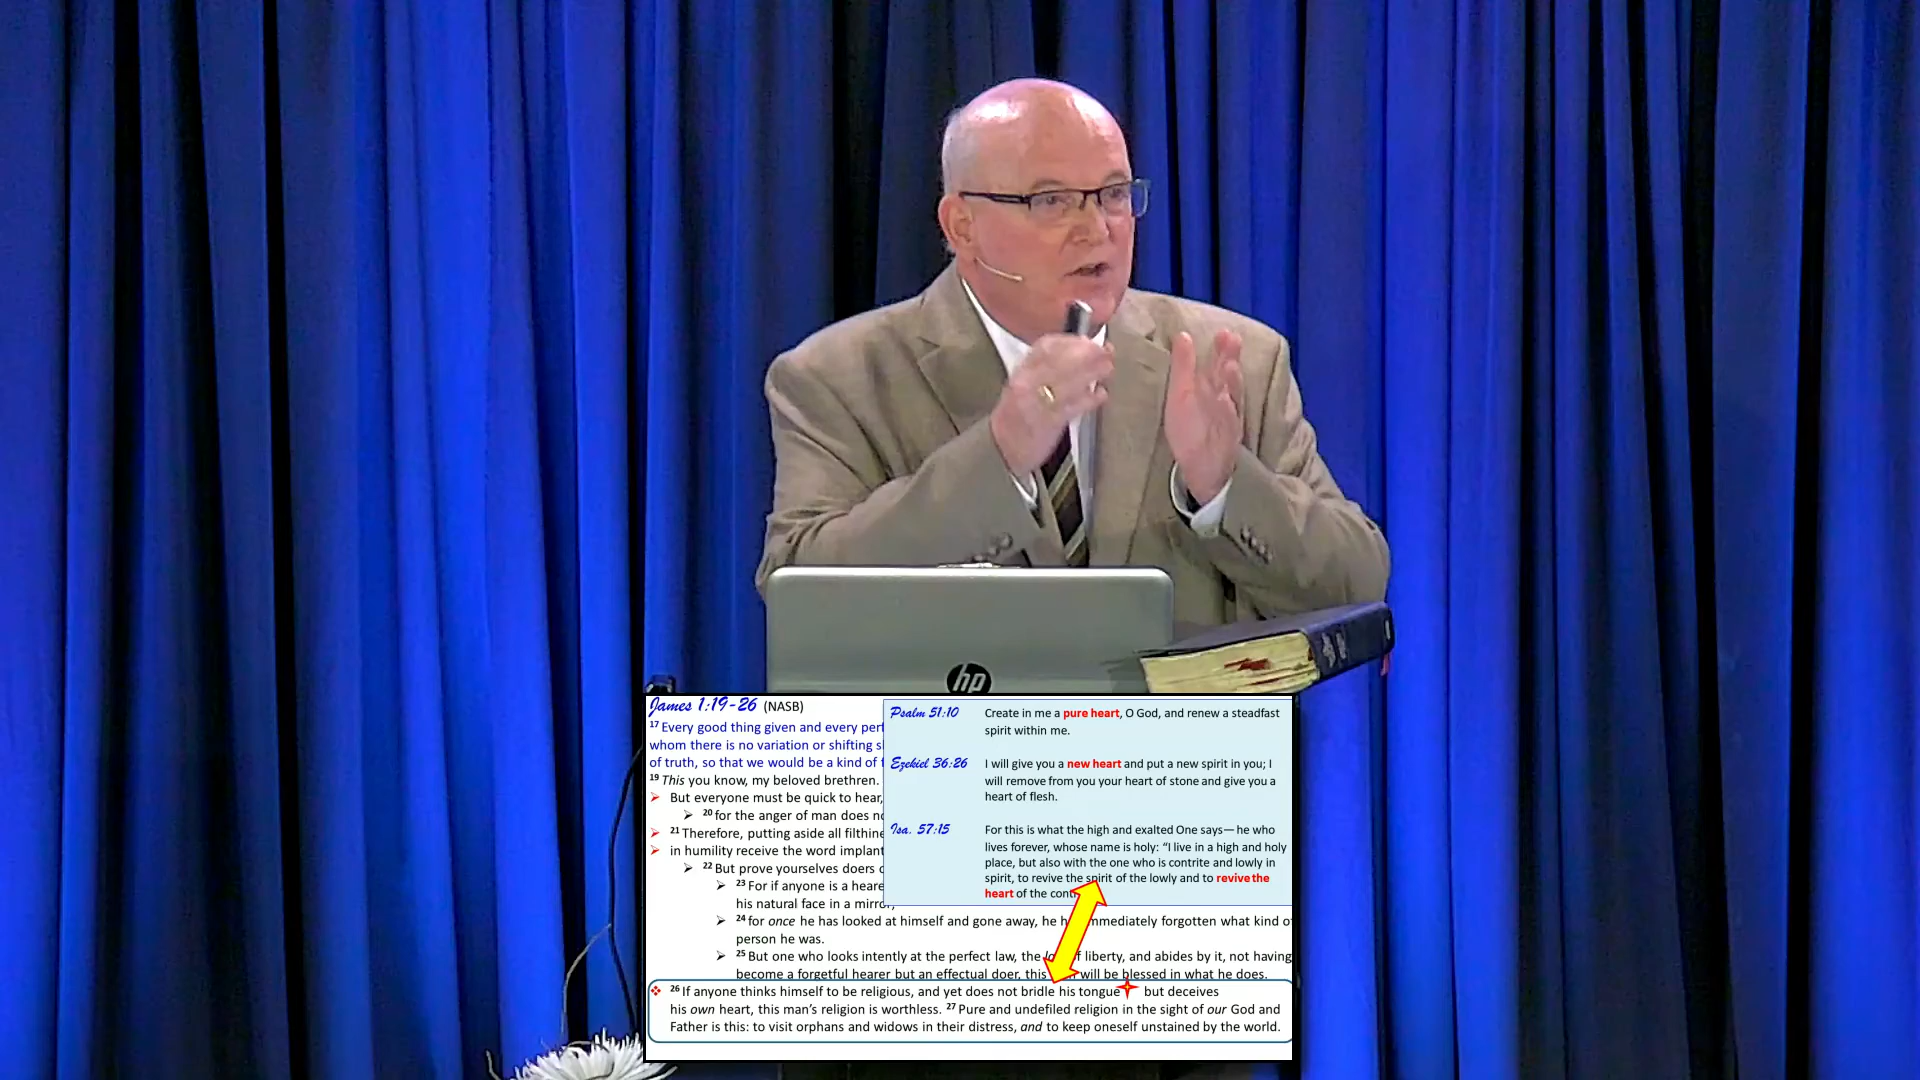 hp
James 1:19-26 (NASB)
17 Every good thing given and every
whom there is no variation or shifting
of truth, so that we would be a kind of
19 This you know, my beloved brethren.
But everyone must be quick to hear,
20 for the anger of man does
21 Therefore, putting aside all
in humility receive the word
22 But prove yourselves doers
23 For if anyone is a
his natural face in a
24 for once he has looked at himself and gone away, he immediately forgotten what kind
person he was.
25 But one who looks intently at the perfect law, the liberty, and abides by it, not having
become a forgetful hearer but an effectual doer, this will be blessed in what he does.
26 If anyone thinks himself to be religious, and yet does not bridle his tongue but deceives
his own heart, this man's religion is worthless. 27 Pure and undefiled religion in the sight of our God and
Father is this: to visit orphans and widows in their distress, and to keep oneself unstained by the world.
Psalm 51:10 Create in me a pure heart, O God, and renew a steadfast
spirit within me.
Ezekiel 36:26 I will give you a new heart and put a new spirit in you; I
will remove from you your heart of stone and give you a
heart of flesh.
Isa. 57:15 For this is what the high and exalted One says—he who
lives forever, whose name is holy: “I live in a high and holy
place, but also with the one who is contrite and lowly in
spirit, to revive the spirit of the lowly and to revive the
heart of the